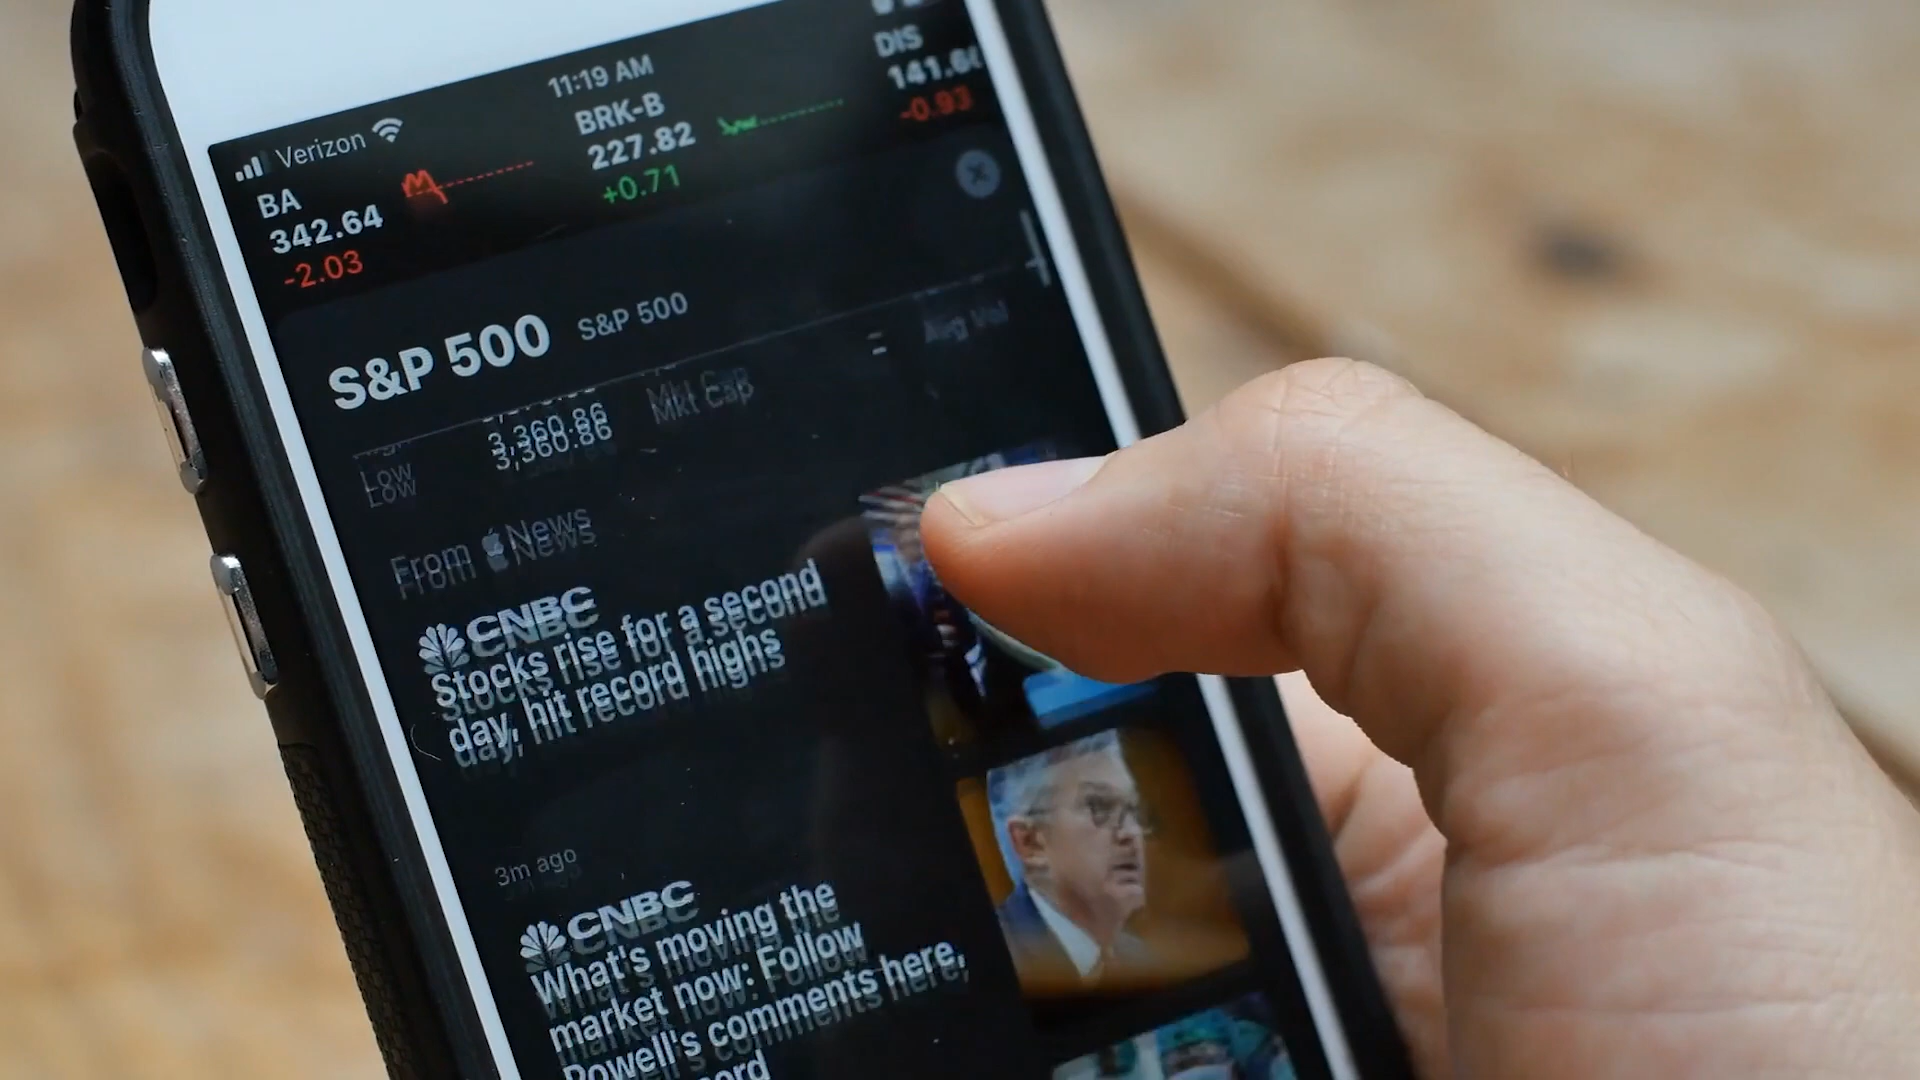 11:19 AM
Verizon
BA
342.64
-2.03
BRK-B
227.82
+0.71
DIS
-0.93
S&P 500 S&P 500
Mkt Cap
Avg Vol
3,360.86
Low
From News
CNBC
Stocks rise for a second
day, hit record highs
3m ago
CNBC
What's moving the
market now: Follow
Powell's comments here,